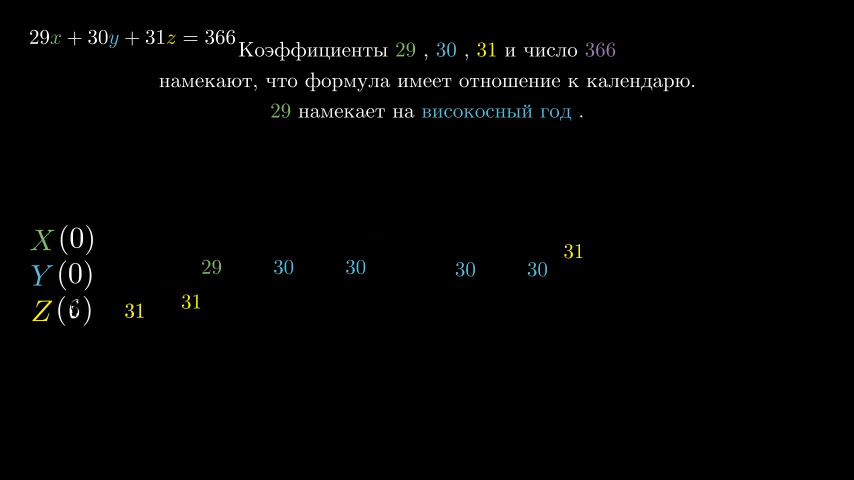 29x + 30y + 31z = 366
Коэффициенты 29 , 30 , 31 и число 366
намекают, что формула имеет отношение к календарю.
29 намекает на високосный год .
X(0)
31
29 30 30 30 30
Y(0)
31
Z( ) 31